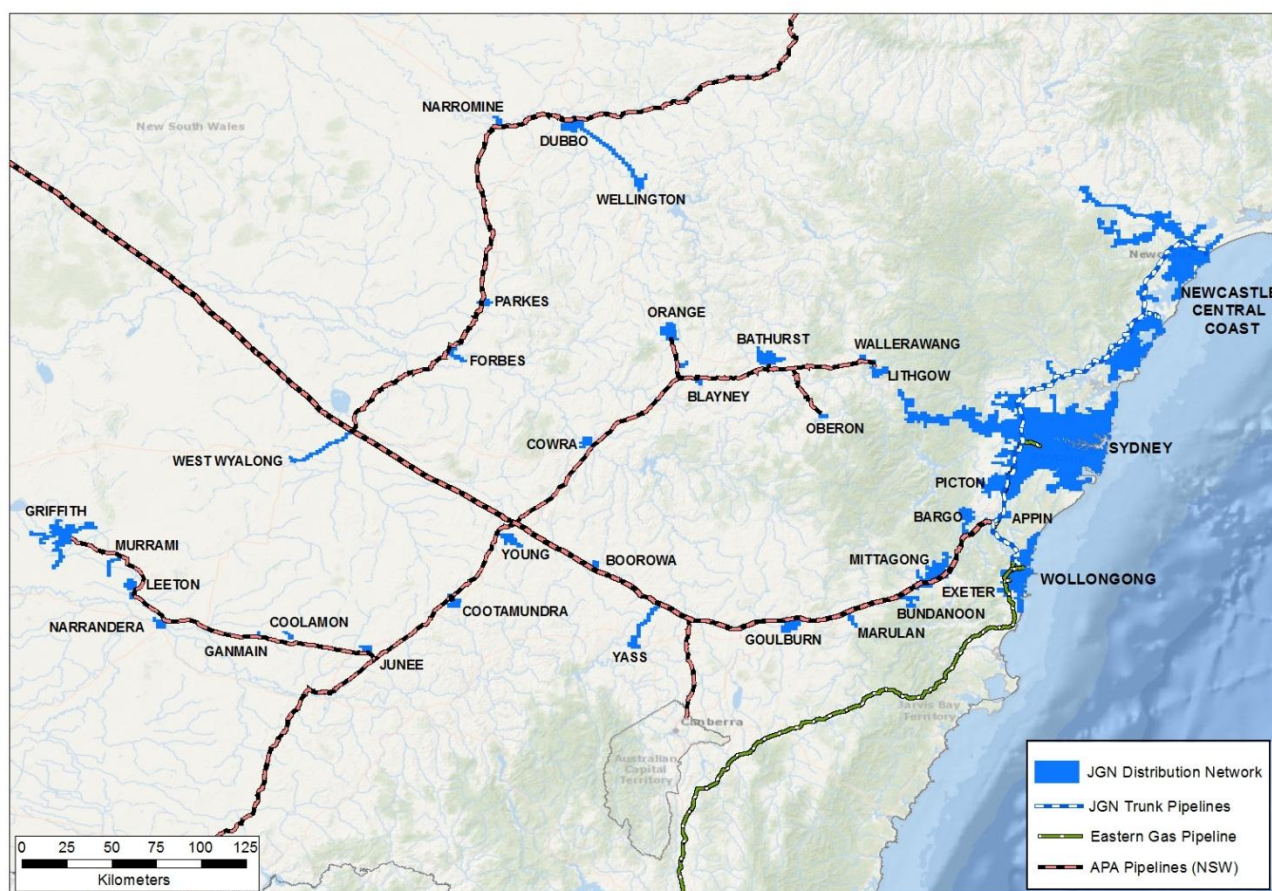 New South Wales
NARROMINE
DUBBO
WELLINGTON
PARKES
FORBES
ORANGE
BATHURST
WALLERAWANG
LITHGOW
BLAYNEY
OBERON
NEWCASTLE
CENTRAL
COAST
COWRA
WEST WYALONG
SYDNEY
PICTON
BARGO
APPIN
GRIFFITH
MURRAMI
LEETON
YOUNG
BOOROWA
MITTAGONG
EXETER
WOLLONGONG
BUNDANOON
NARRANDERA
COOLAMON
COOTAMUNDRA
GANMAIN
JUNEE
YASS
GOULBURN
MARULAN
Jarvis Bay
Territory
Canberra
Australian
Capital
Territory
JGN Distribution Network
JGN Trunk Pipelines
Eastern Gas Pipeline
APA Pipelines (NSW)
0 25 50 75 100 125
Kilometers